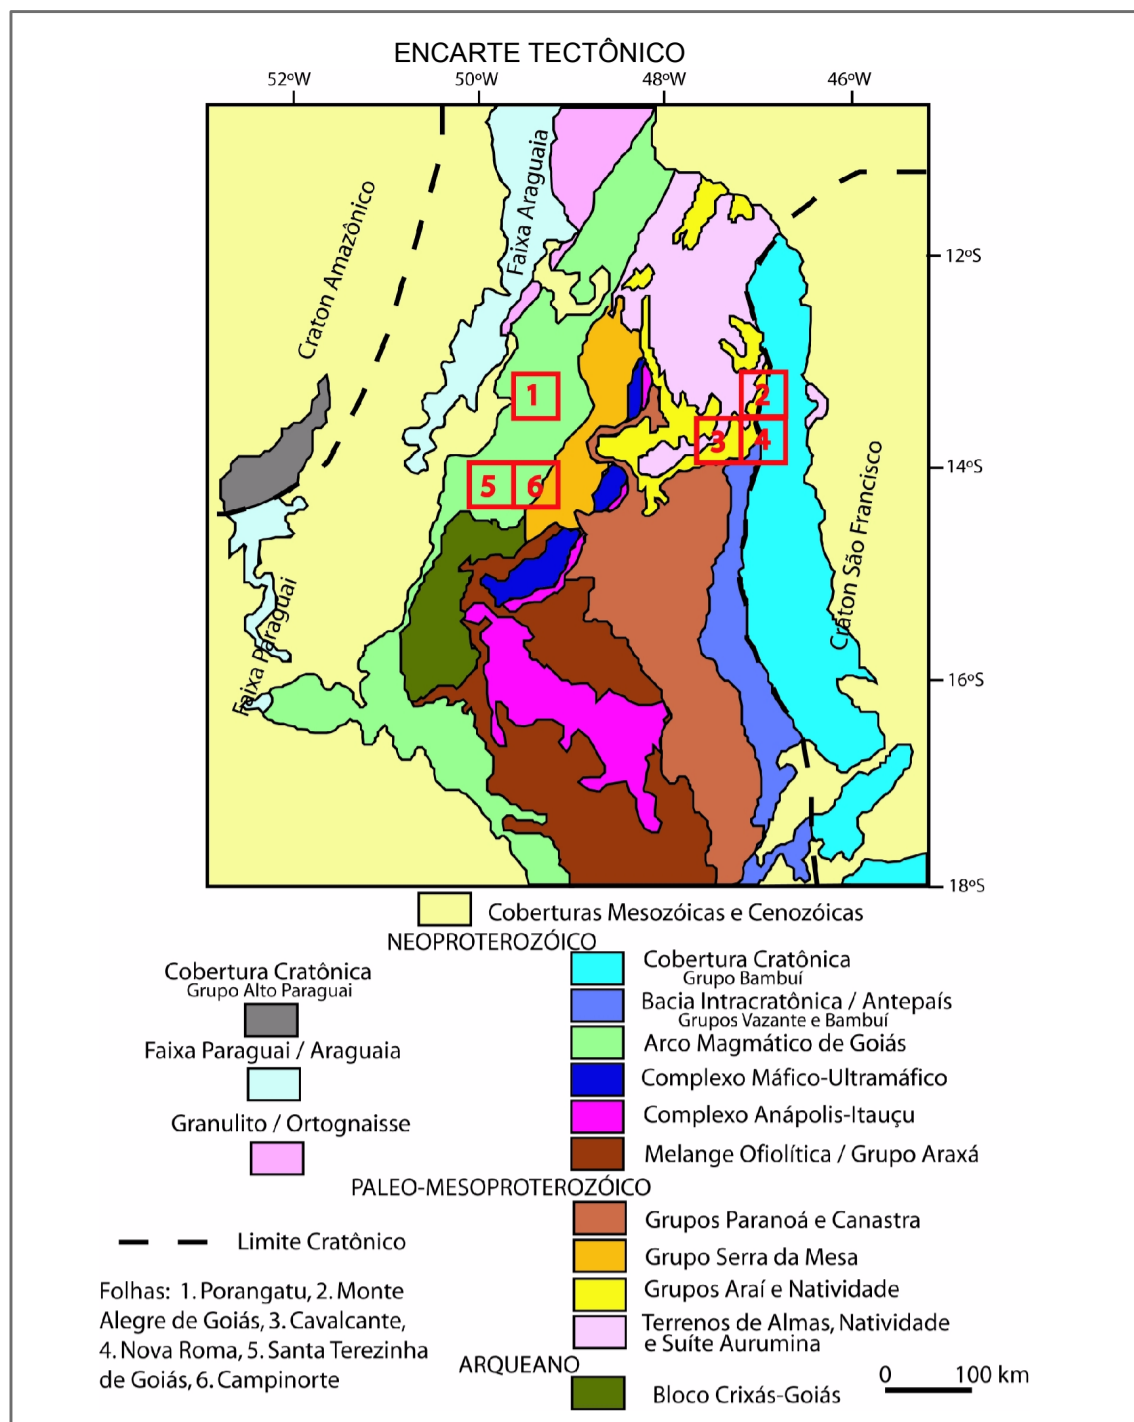 ENCARTE TECTÔNICO
52ºW 50ºW 48ºW 46ºW
Craton Amazônico
Faixa Araguaia
12ºS
1
2
3
4
14ºS
5
6
Cráton São Francisco
Faixa Paraguai
16ºS
18ºS
Coberturas Mesozóicas e Cenozóicas
NEOPROTEROZÓICO
Cobertura Cratônica
Grupo Alto Paraguai
Faixa Paraguai / Araguaia
Granulito / Ortognaisse
Cobertura Cratônica
Grupo Bambuí
Bacia Intracratônica / Antepaís
Grupos Vazante e Bambuí
Arco Magmático de Goiás
Complexo Máfico-Ultramáfico
Complexo Anápolis-Itauçu
Melange Ofiolítica / Grupo Araxá
PALEO-MESOPROTEROZÓICO
Grupos Paranoá e Canastra
Grupo Serra da Mesa
Grupos Araí e Natividade
Terrenos de Almas, Natividade
e Suíte Aurumina
ARQUEANO
Bloco Crixás-Goiás
Limite Cratônico
Folhas: 1. Porangatu, 2. Monte
Alegre de Goiás, 3. Cavalcante,
4. Nova Roma, 5. Santa Terezinha
de Goiás, 6. Campinorte
0 100 km